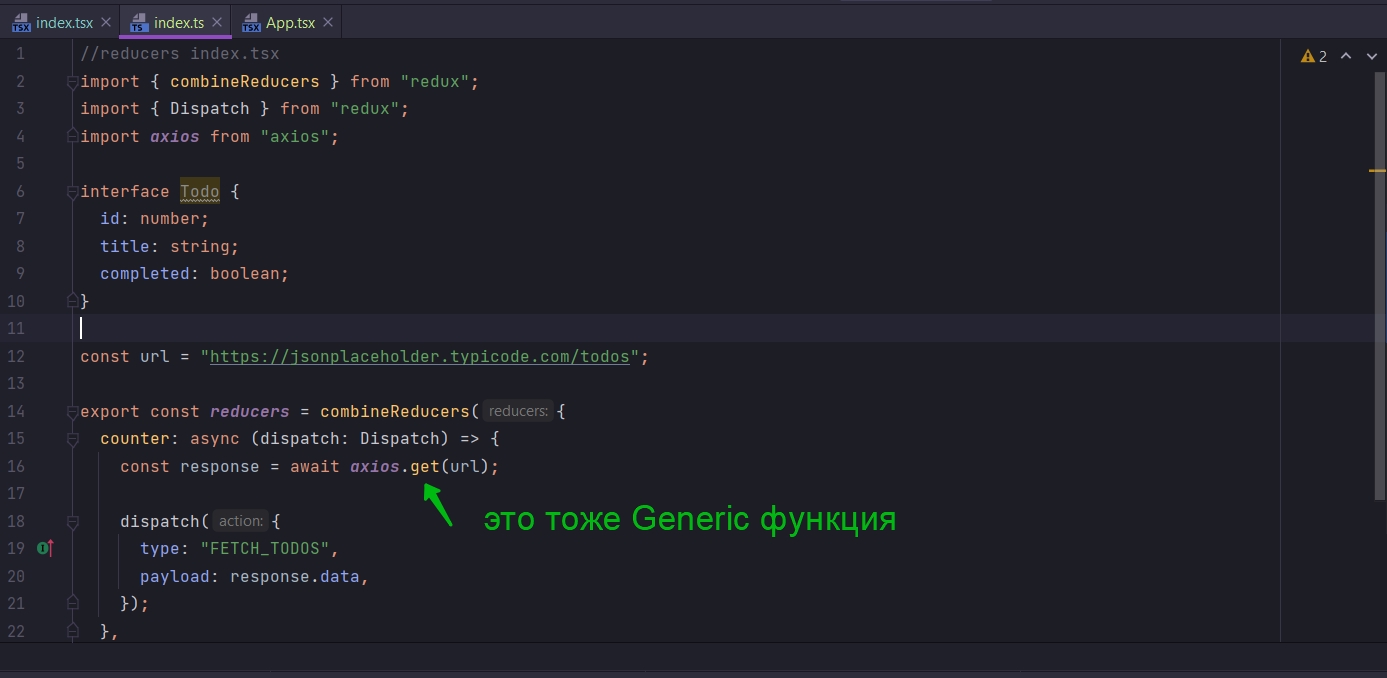 index.tsx index.ts App.tsx
1 //reducers index.tsx
2 import { combineReducers } from "redux";
3 import { Dispatch } from "redux";
4 import axios from "axios";
5
6 interface Todo {
7 id: number;
8 title: string;
9 completed: boolean;
10 }
11
12 const url = "https://jsonplaceholder.typicode.com/todos";
13
14 export const reducers = combineReducers( reducers: {
15 counter: async (dispatch: Dispatch) => {
16 const response = await axios.get(url);
17
18 dispatch( action: {
19 type: "FETCH_TODOS",
20 payload: response.data,
21 });
22 },
2
это тоже Generic функция
TSX TS TSX